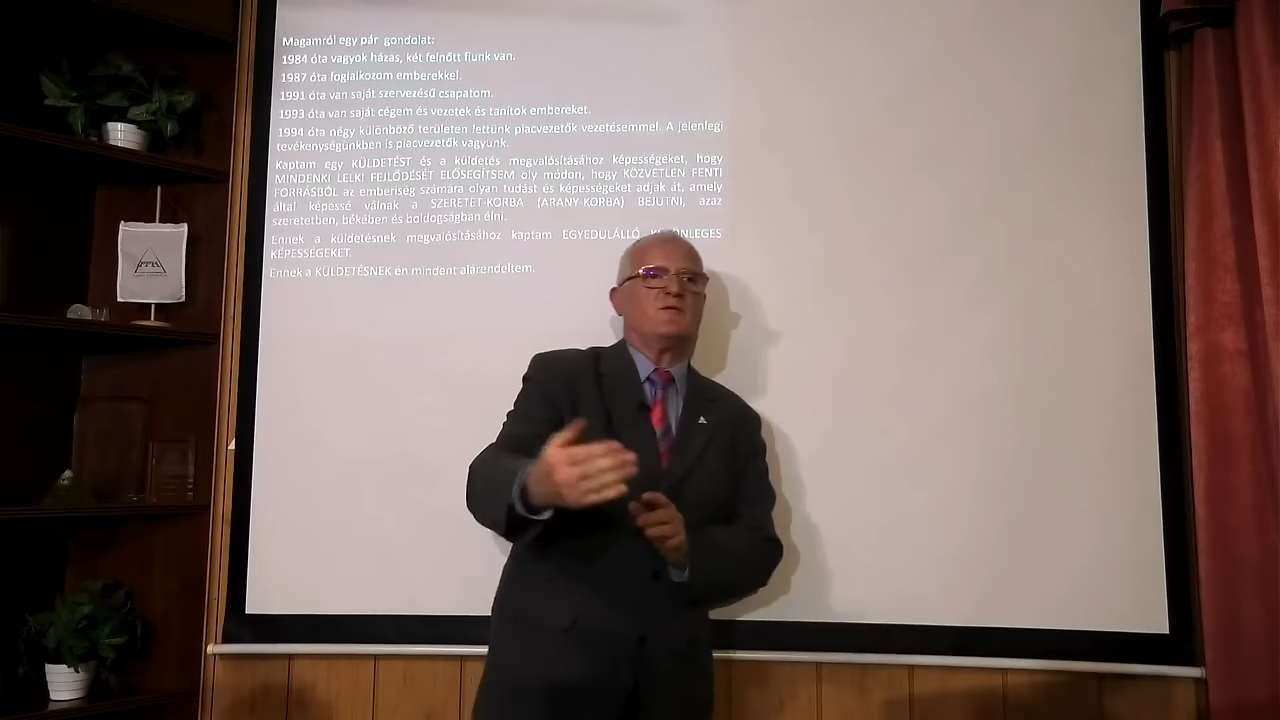 Magamról egy pár gondolat:
1984 óta vagyok házas, két felnőtt fiunk van.
1987 óta foglalkozom emberekkel.
1991 óta van saját szervezésű csapatom.
1993 óta van saját cégem és vezetek és tanítok embereket.
1994 óta négy különböző területen lettünk piacvezetők vezetésemmel. A jelenlegi
tevékenységünkben is piacvezetők vagyunk.
Kaptam egy KÜLDETÉST és a küldetés megvalósításához képességeket, hogy
MINDENKI LELKI FEJLŐDÉSÉT ELŐSEGÍTSEM oly módon, hogy KÖZVETLEN FENTI
FORRÁSBÓL az emberiség számára olyan tudást és képességeket adjak át, amely
által képessé válnak a SZERETET-KORBA (ARANY-KORBA) BEJUTNI, azaz
szeretetben, békében és boldogságban élni.
Ennek a küldetésnek megvalósításához kaptam EGYEDÜLÁLLÓ
KÉPESSÉGEKET.
Ennek a KÜLDETÉSNEK én mindent alárendeltem.